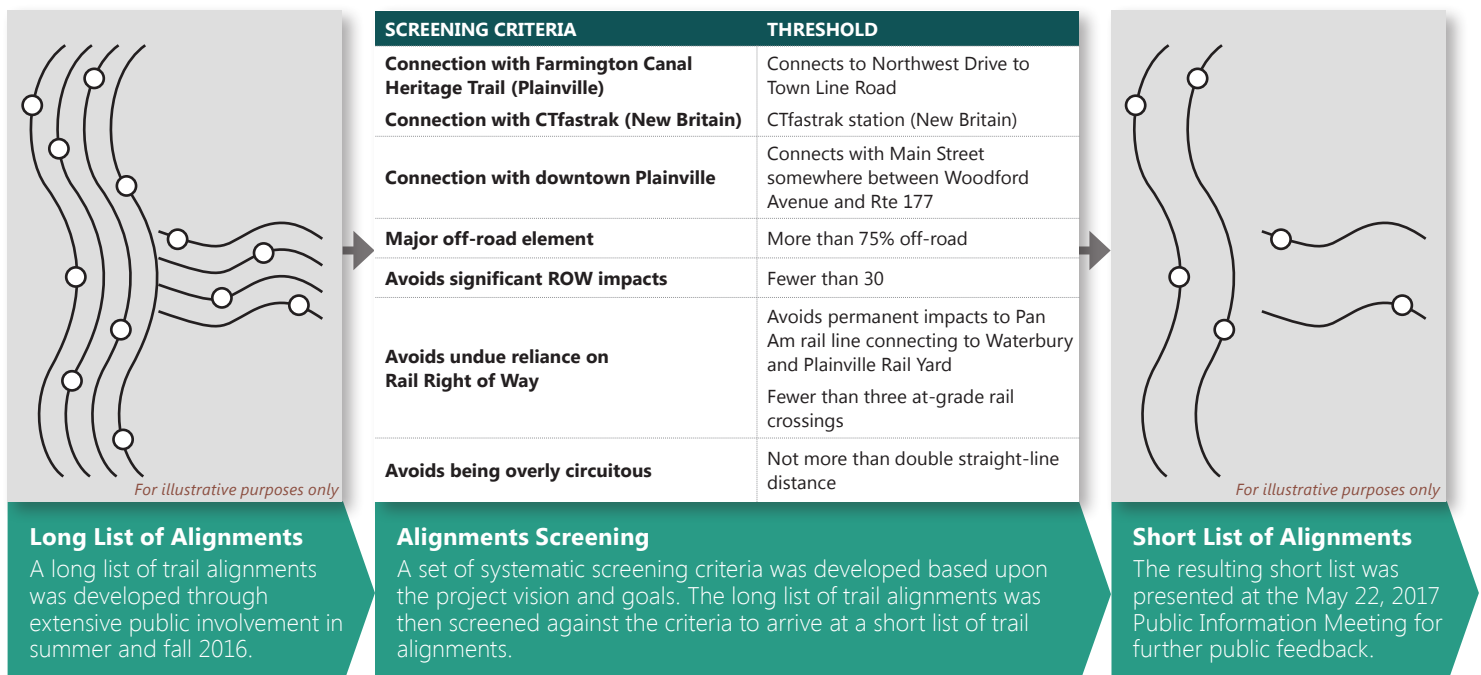 SCREENING CRITERIA
THRESHOLD
Connection with Farmington Canal
Heritage Trail (Plainville)
Connects to Northwest Drive to
Town Line Road
Connection with CTfastrak (New Britain)
CTfastrak station (New Britain)
Connection with downtown Plainville
Connects with Main Street
somewhere between Woodford
Avenue and Rte 177
Major off-road element
More than 75% off-road
Avoids significant ROW impacts
Fewer than 30
Avoids undue reliance on
Rail Right of Way
Avoids permanent impacts to Pan
Am rail line connecting to Waterbury
and Plainville Rail Yard
Fewer than three at-grade rail
crossings
Avoids being overly circuitous
Not more than double straight-line
distance
For illustrative purposes only
For illustrative purposes only
Long List of Alignments
A long list of trail alignments
was developed through
extensive public involvement in
summer and fall 2016.
Alignments Screening
A set of systematic screening criteria was developed based upon
the project vision and goals. The long list of trail alignments was
then screened against the criteria to arrive at a short list of trail
alignments.
Short List of Alignments
The resulting short list was
presented at the May 22, 2017
Public Information Meeting for
further public feedback.